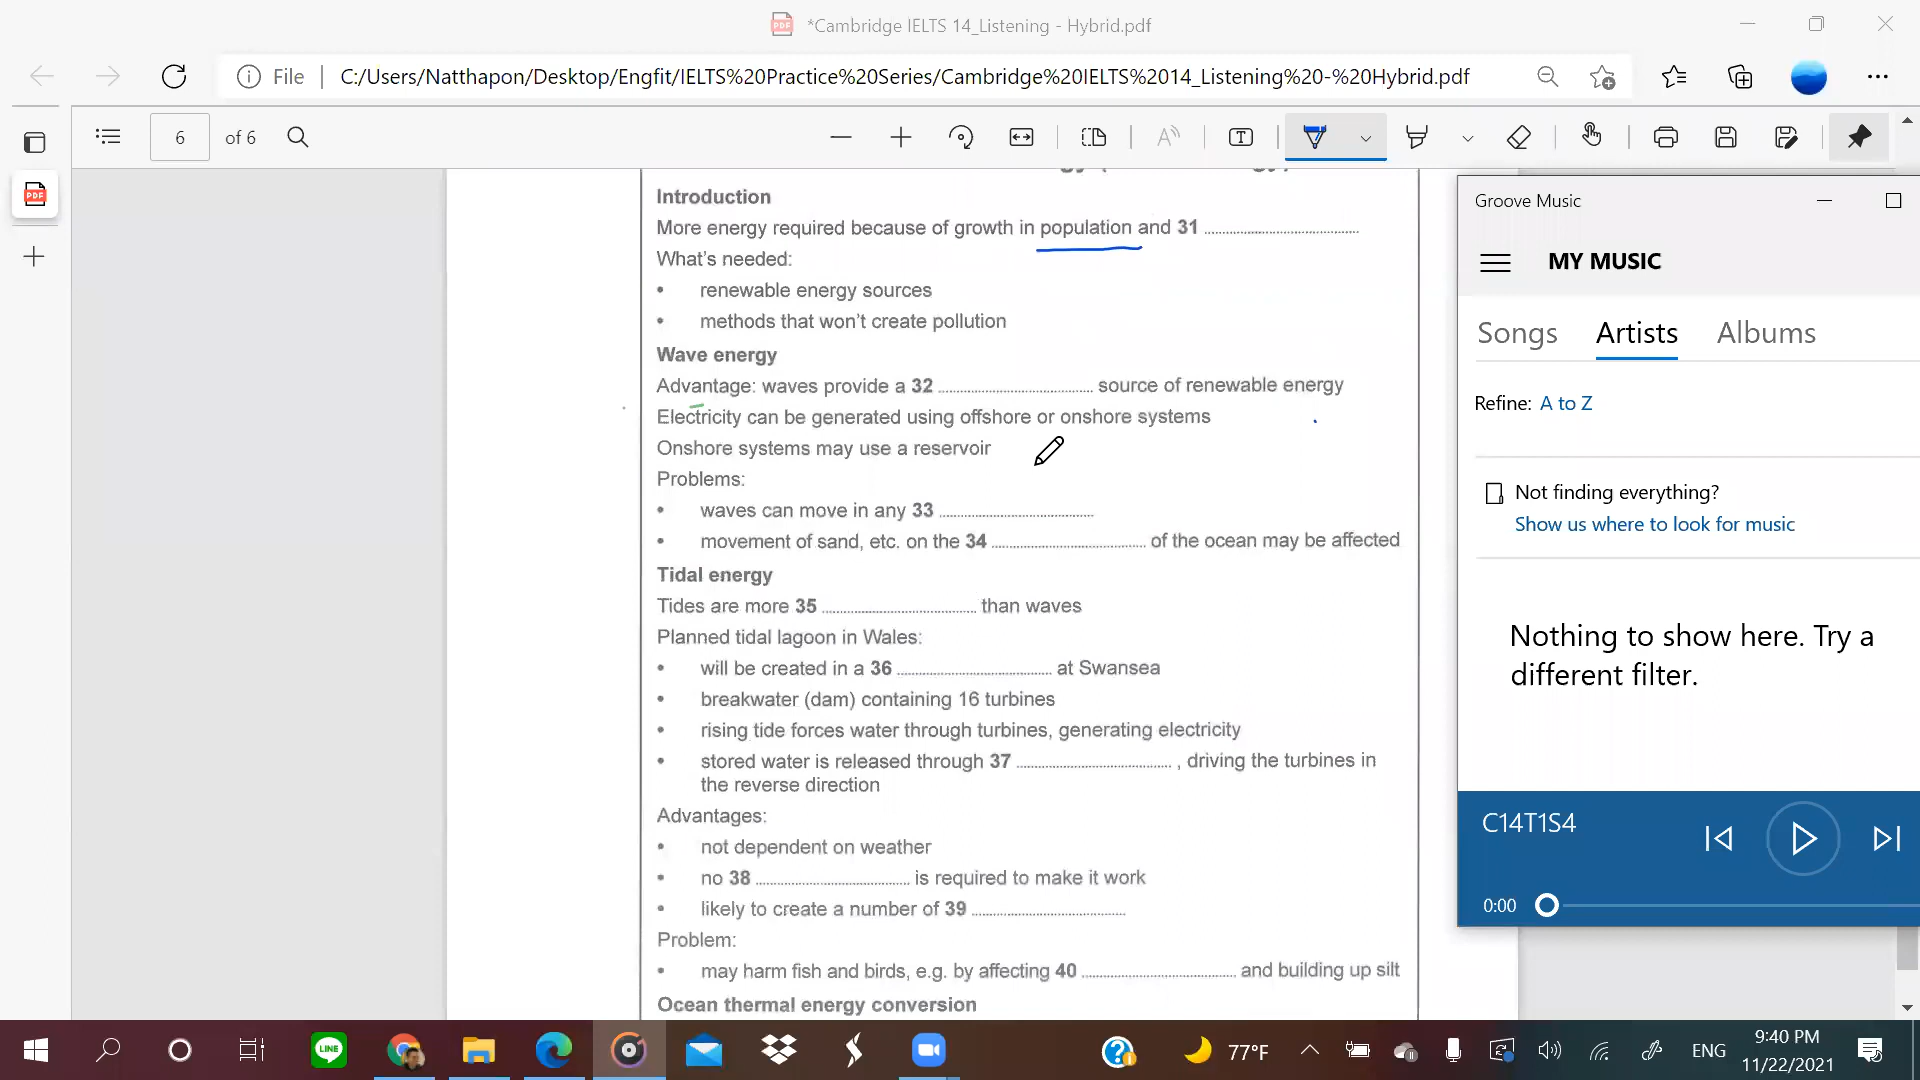 *Cambridge IELTS 14_Listening - Hybrid.pdf
File | C:/Users/Natthapon/Desktop/Engfit/IELTS%20Practice%20Series/Cambridge%20IELTS%2014_Listening%20-%20Hybrid.pdf
6 of 6
Introduction
More energy required because of growth in population and 31 ........................................
What's needed:
• renewable energy sources
• methods that won't create pollution
Wave energy
Advantage: waves provide a 32 ........................................ source of renewable energy
Electricity can be generated using offshore or onshore systems
Onshore systems may use a reservoir
Problems:
• waves can move in any 33 ........................................
• movement of sand, etc. on the 34 ........................................ of the ocean may be affected
Tidal energy
Tides are more 35 ........................................ than waves
Planned tidal lagoon in Wales:
• will be created in a 36 ........................................ at Swansea
• breakwater (dam) containing 16 turbines
• rising tide forces water through turbines, generating electricity
• stored water is released through 37 ........................................ , driving the turbines in
the reverse direction
Advantages:
• not dependent on weather
• no 38 ........................................ is required to make it work
• likely to create a number of 39 ........................................
Problem:
• may harm fish and birds, e.g. by affecting 40 ........................................ and building up silt
Ocean thermal energy conversion
Groove Music
MY MUSIC
Songs Artists Albums
Refine: A to Z
Not finding everything?
Show us where to look for music
Nothing to show here. Try a
different filter.
C14T1S4
0:00
LINE
77°F
ENG
9:40 PM
11/22/2021